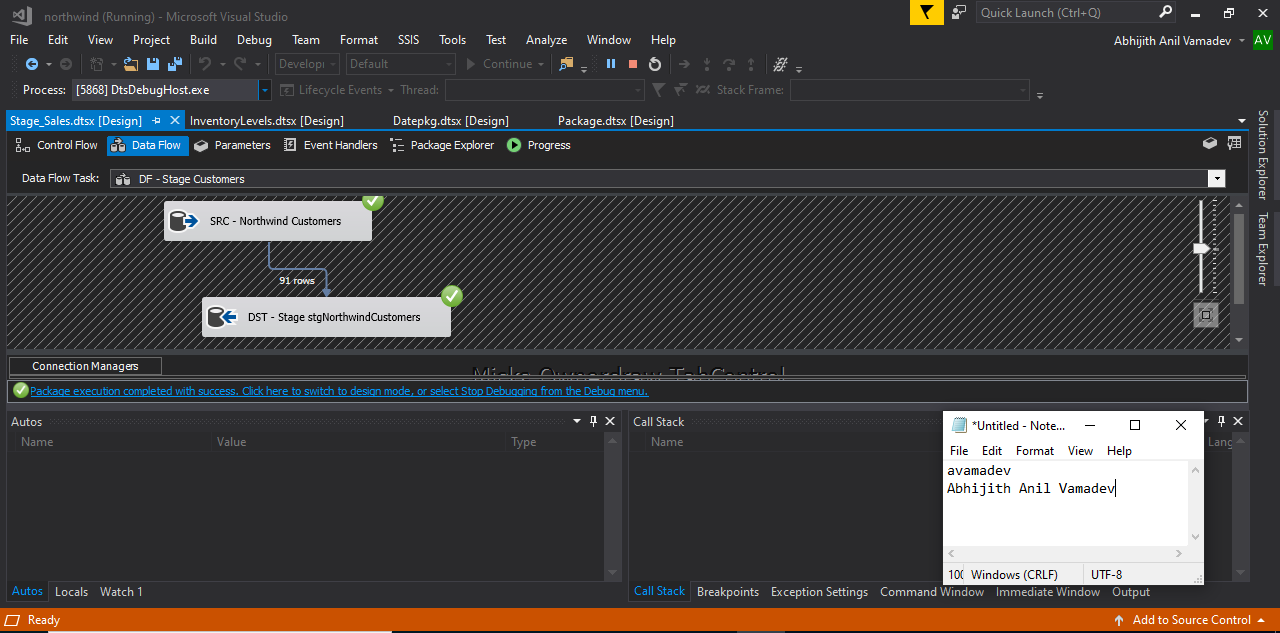 northwind (Running) - Microsoft Visual Studio
Quick Launch (Ctrl+Q)
File Edit View Project Build Debug Team Format SSIS Tools Test Analyze Window Help
Abhijith Anil Vamadev AV
Develop Default Continue
Process: [5868] DtsDebugHost.exe Lifecycle Events Thread: Stack Frame:
Stage_Sales.dtsx [Design] InventoryLevels.dtsx [Design] Datepkg.dtsx [Design] Package.dtsx [Design]
Control Flow Data Flow Parameters Event Handlers Package Explorer Progress
Data Flow Task: DF - Stage Customers
SRC - Northwind Customers
91 rows
DST - Stage stgNorthwindCustomers
Solution Explorer
Team Explorer
Connection Managers
Package execution completed with success. Click here to switch to design mode, or select Stop Debugging from the Debug menu.
Autos
Name Value Type
Call Stack
Name Lang
*Untitled - Note...
File Edit Format View Help
avamadev
Abhijith Anil Vamadev
100 Windows (CRLF) UTF-8
Autos Locals Watch 1
Call Stack Breakpoints Exception Settings Command Window Immediate Window Output
Ready
Add to Source Control